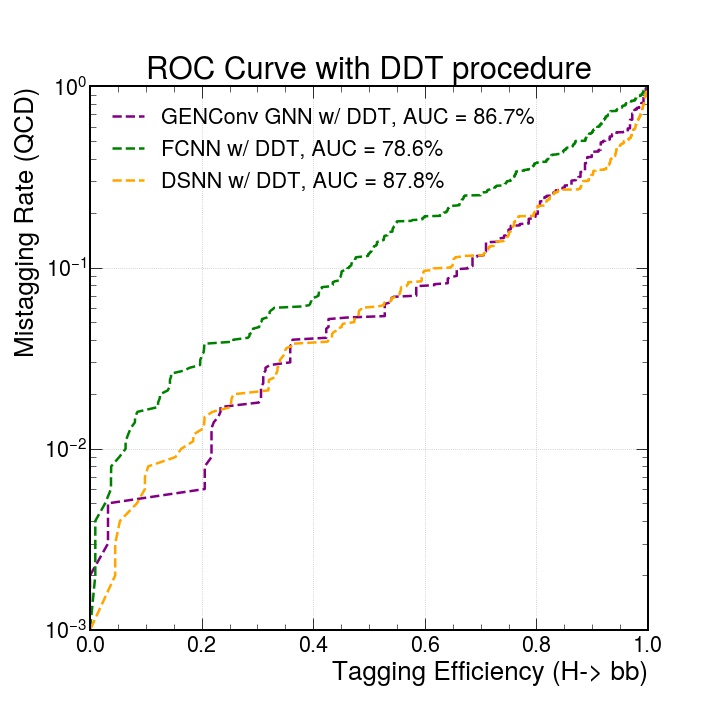 ROC Curve with DDT procedure
Mistagging Rate (QCD)
10⁰
10⁻¹
10⁻²
10⁻³
GENConv GNN w/ DDT, AUC = 86.7%
FCNN w/ DDT, AUC = 78.6%
DSNN w/ DDT, AUC = 87.8%
0.0 0.2 0.4 0.6 0.8 1.0
Tagging Efficiency (H-> bb)